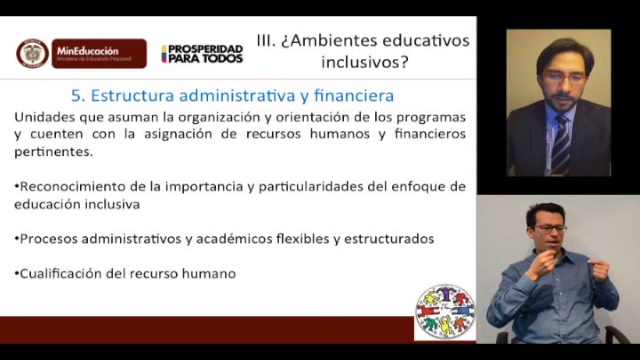 MinEducación
Ministerio de Educación Nacional
PROSPERIDAD
PARA TODOS
III. ¿Ambientes educativos
inclusivos?
5. Estructura administrativa y financiera
Unidades que asuman la organización y orientación de los programas
y cuenten con la asignación de recursos humanos y financieros
pertinentes.
•Reconocimiento de la importancia y particularidades del enfoque de
educación inclusiva
•Procesos administrativos y académicos flexibles y estructurados
•Cualificación del recurso humano